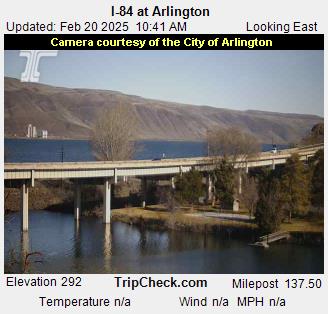 I-84 at Arlington
Updated: Feb 20 2025 10:41 AM Looking East
Camera courtesy of the City of Arlington
Elevation 292 TripCheck.com Milepost 137.50
Temperature n/a Wind n/a MPH n/a